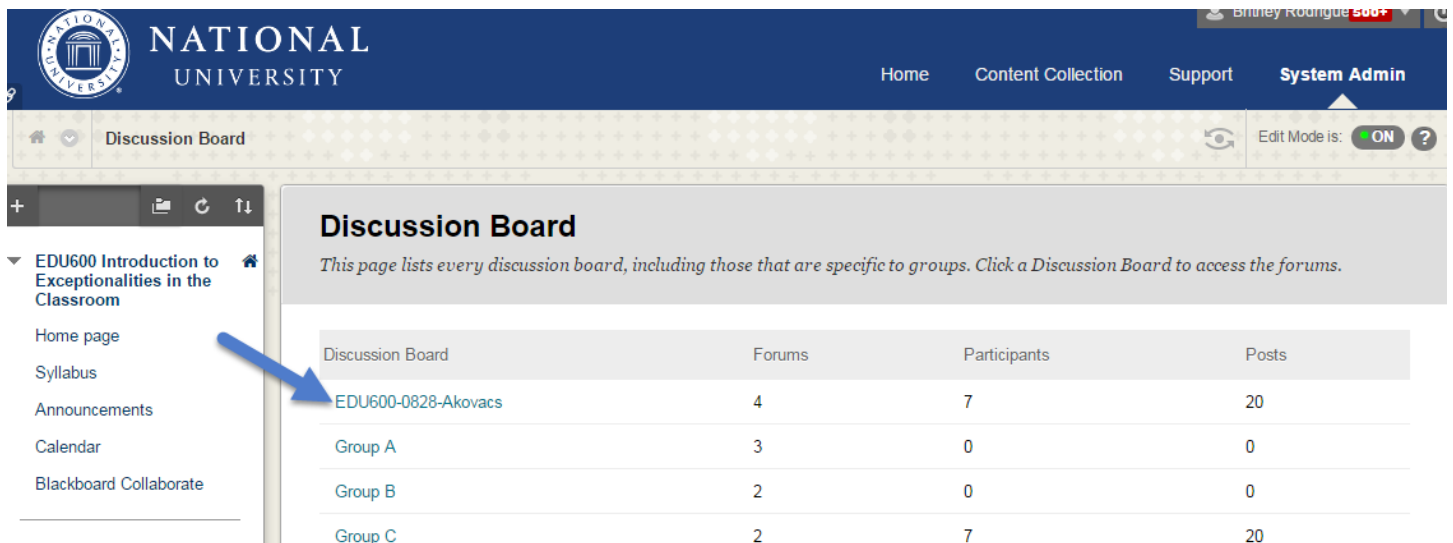 NATIONAL
UNIVERSITY
Home Content Collection Support System Admin
Discussion Board
Edit Mode is: ON ?
EDU600 Introduction to
Exceptionalities in the
Classroom
Home page
Syllabus
Announcements
Calendar
Blackboard Collaborate
Discussion Board
This page lists every discussion board, including those that are specific to groups. Click a Discussion Board to access the forums.
Discussion Board Forums Participants Posts
EDU600-0828-Akovacs 4 7 20
Group A 3 0 0
Group B 2 0 0
Group C 2 7 20